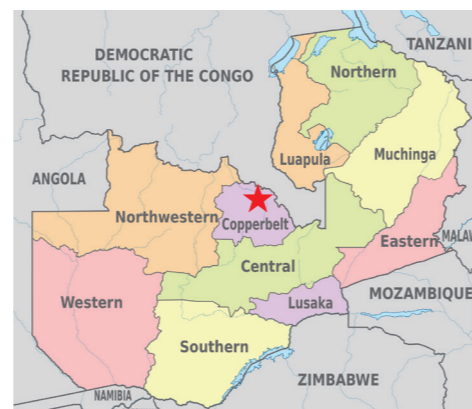 DEMOCRATIC
REPUBLIC OF THE CONGO
TANZANI
Northern
Luapula
Muchinga
ANGOLA
Northwestern
Copperbelt
Eastern
MALAW
Central
Western
Lusaka
MOZAMBIQUE
Southern
NAMIBIA
ZIMBABWE